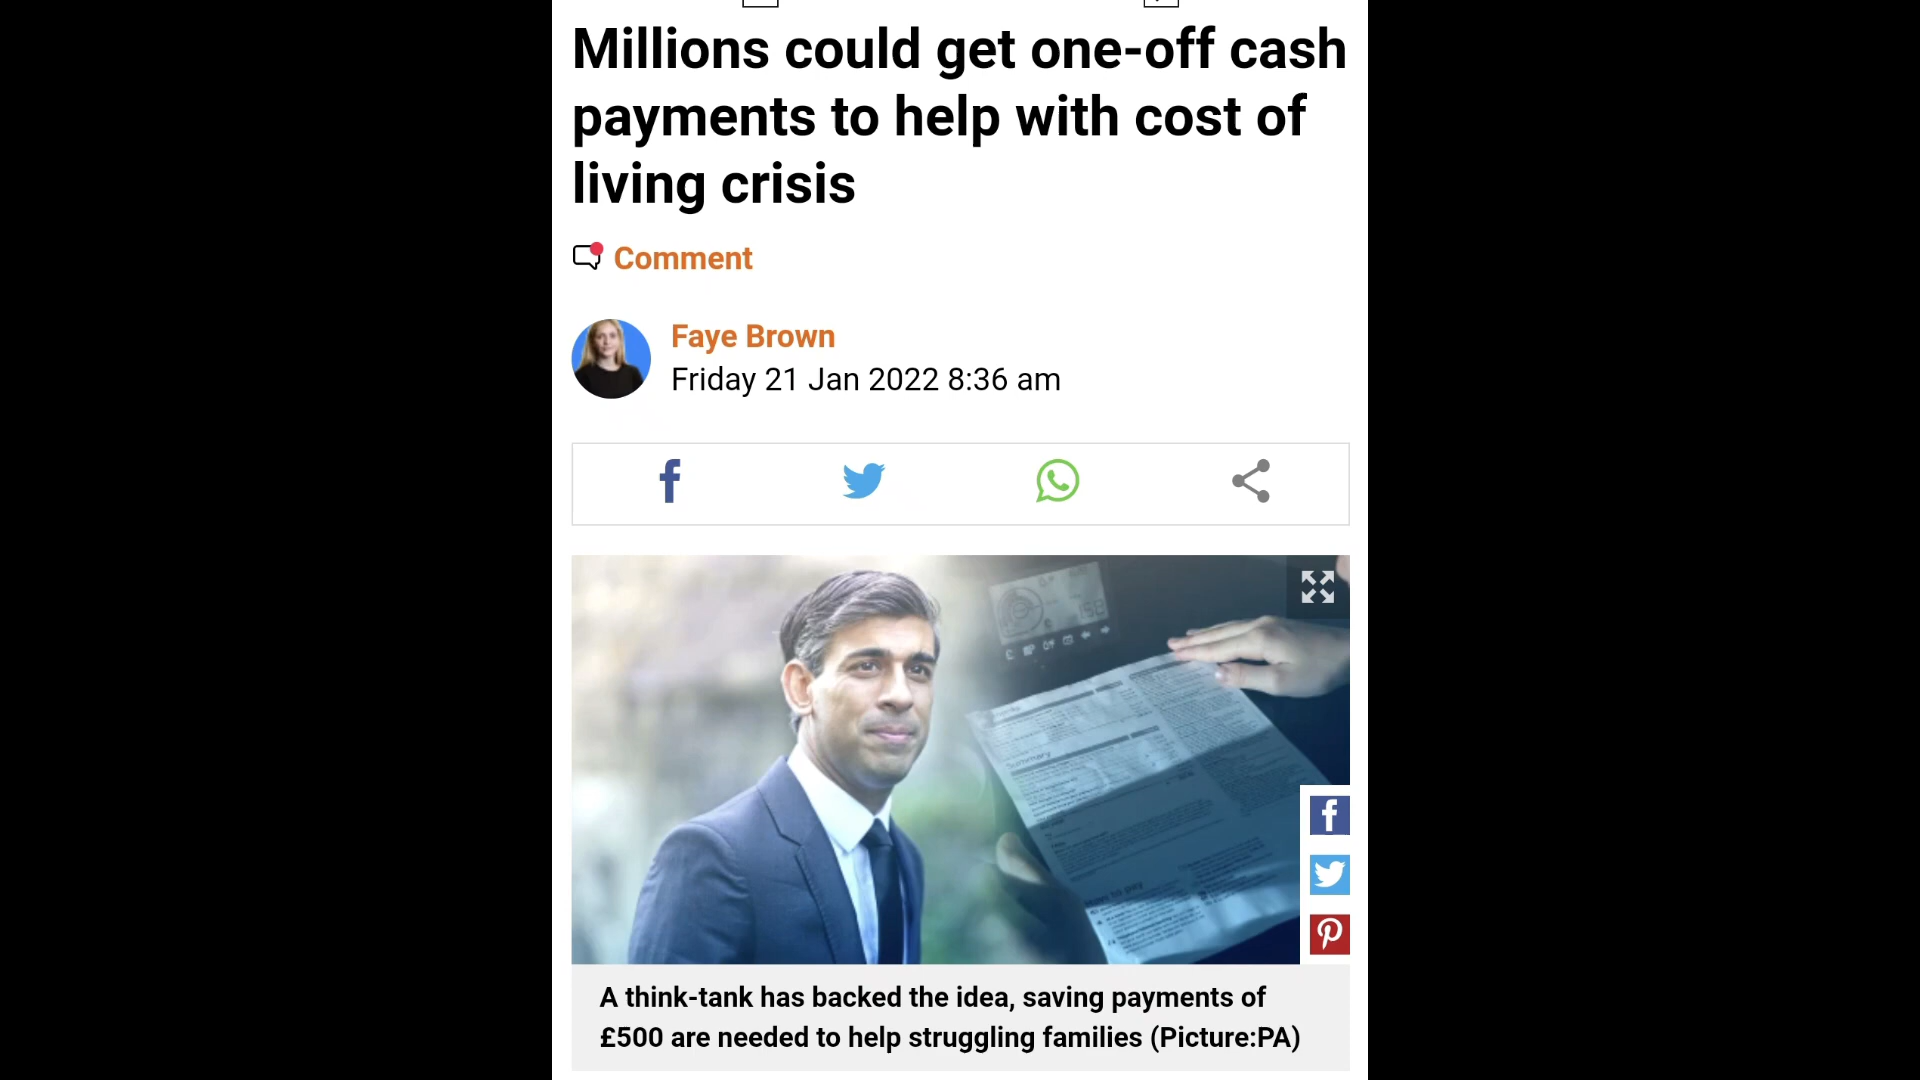 Millions could get one-off cash
payments to help with cost of
living crisis
Comment
Faye Brown
Friday 21 Jan 2022 8:36 am
Summary
A think-tank has backed the idea, saving payments of
£500 are needed to help struggling families (Picture:PA)